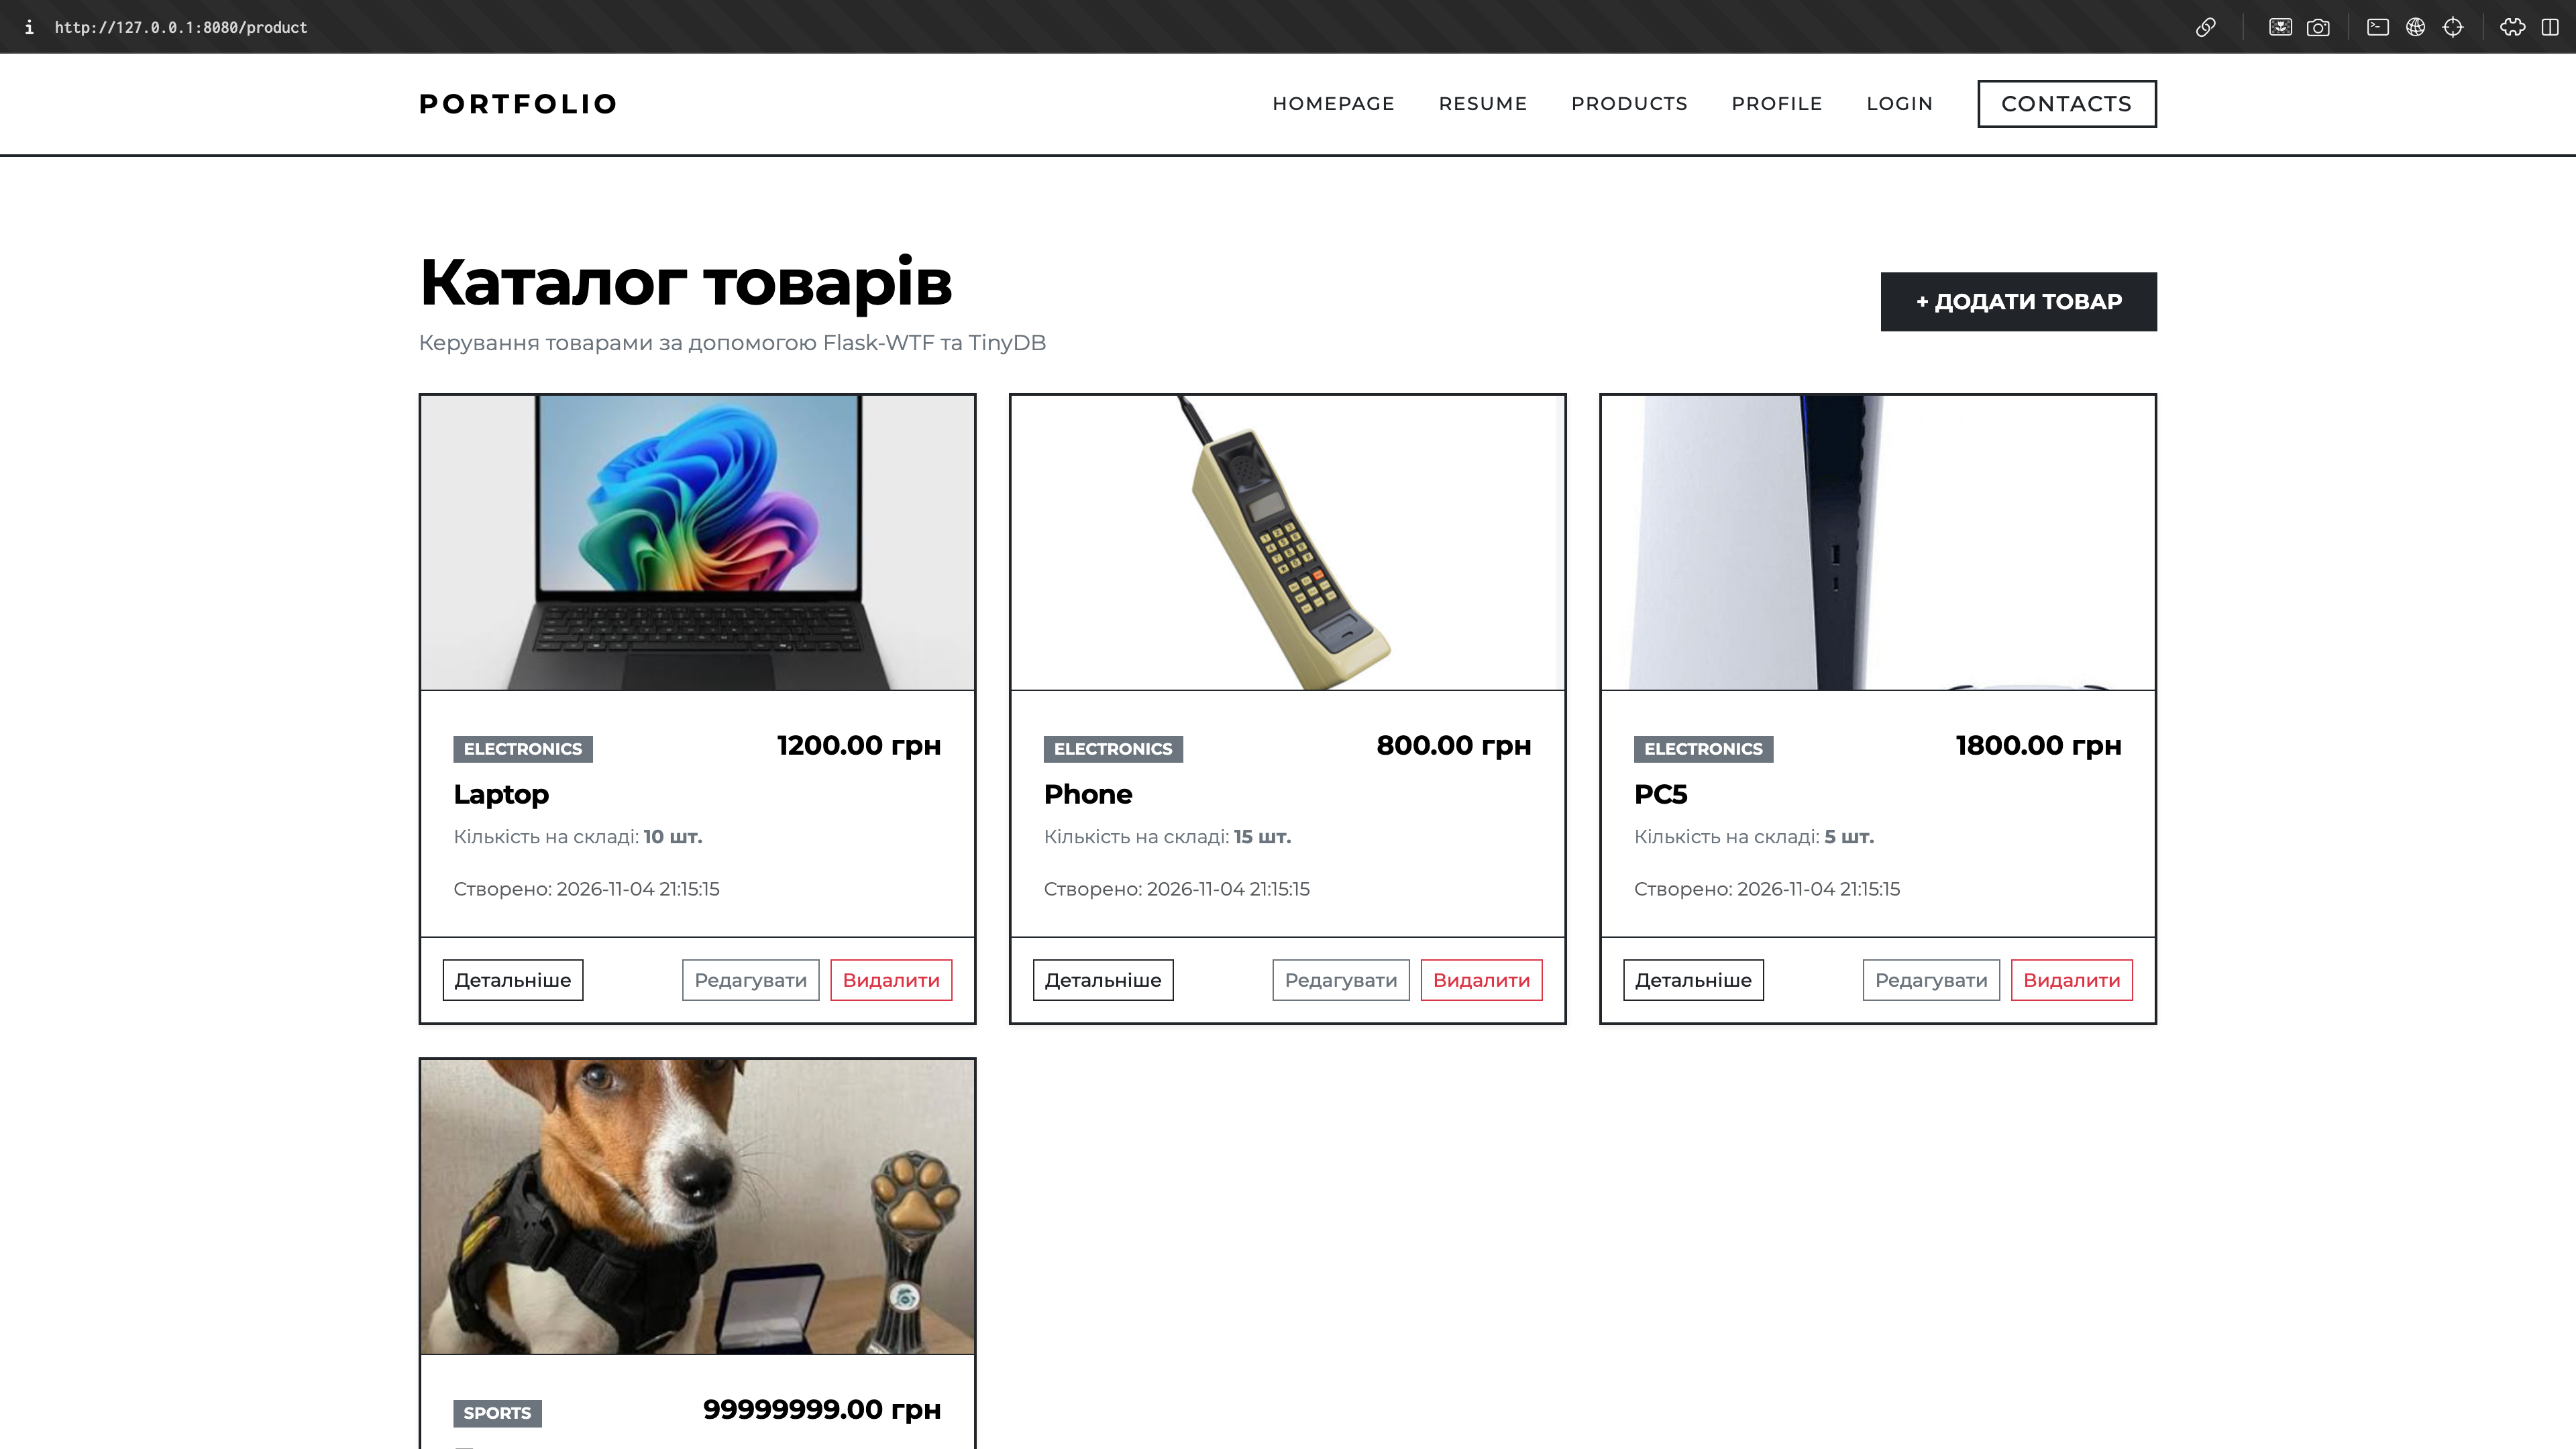 http://127.0.0.1:8080/product
PORTFOLIO
HOMEPAGE RESUME PRODUCTS PROFILE LOGIN CONTACTS
Каталог товарів
+ ДОДАТИ ТОВАР
Керування товарами за допомогою Flask-WTF та TinyDB
ELECTRONICS 1200.00 грн
Laptop
Кількість на складі: 10 шт.
Створено: 2026-11-04 21:15:15
Детальніше Редагувати Видалити
ELECTRONICS 800.00 грн
Phone
Кількість на складі: 15 шт.
Створено: 2026-11-04 21:15:15
Детальніше Редагувати Видалити
ELECTRONICS 1800.00 грн
PC5
Кількість на складі: 5 шт.
Створено: 2026-11-04 21:15:15
Детальніше Редагувати Видалити
SPORTS 99999999.00 грн